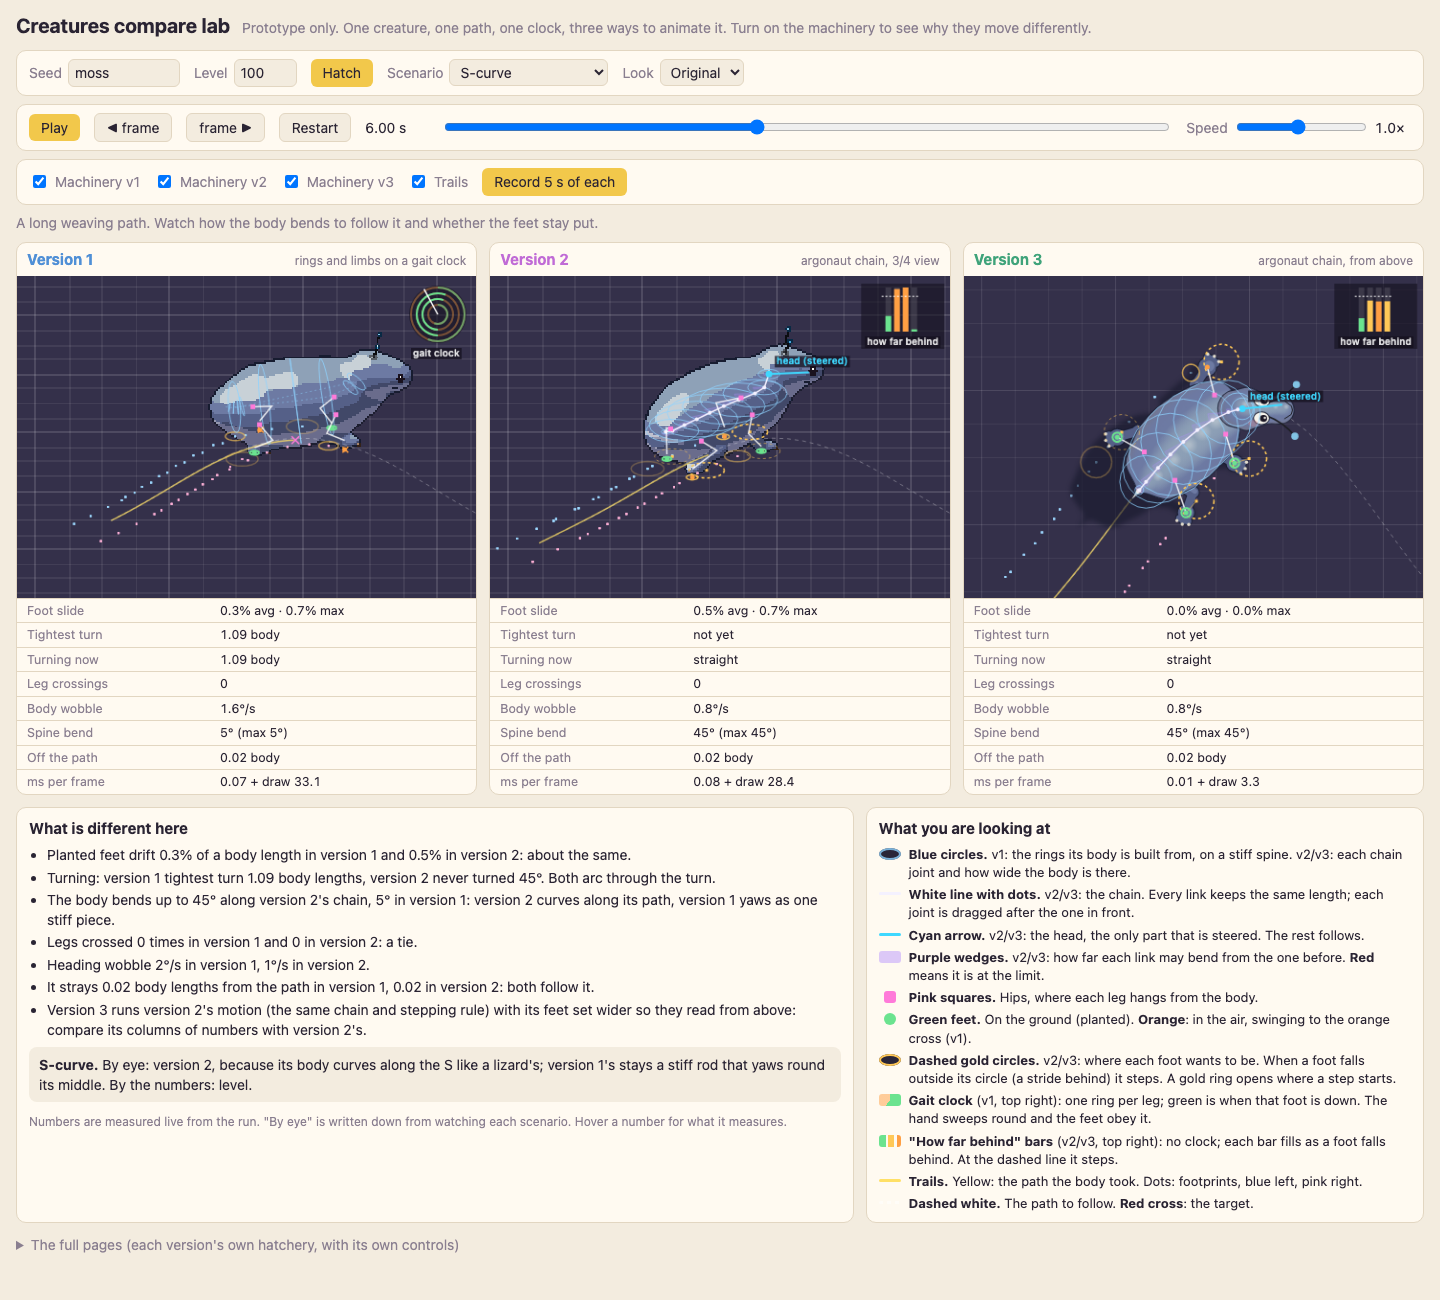 Creatures compare lab Prototype only. One creature, one path, one clock, three ways to animate it. Turn on the machinery to see why they move differently.
Seed moss Level 100 Hatch Scenario S-curve Look Original
Play ◀ frame frame ▶ Restart 6.00 s Speed 1.0×
Machinery v1 Machinery v2 Machinery v3 Trails Record 5 s of each
A long weaving path. Watch how the body bends to follow it and whether the feet stay put.
Version 1 rings and limbs on a gait clock
gait clock
Foot slide 0.3% avg · 0.7% max
Tightest turn 1.09 body
Turning now 1.09 body
Leg crossings 0
Body wobble 1.6°/s
Spine bend 5° (max 5°)
Off the path 0.02 body
ms per frame 0.07 + draw 33.1
Version 2 argonaut chain, 3/4 view
how far behind
head (steered)
Foot slide 0.5% avg · 0.7% max
Tightest turn not yet
Turning now straight
Leg crossings 0
Body wobble 0.8°/s
Spine bend 45° (max 45°)
Off the path 0.02 body
ms per frame 0.08 + draw 28.4
Version 3 argonaut chain, from above
how far behind
head (steered)
Foot slide 0.0% avg · 0.0% max
Tightest turn not yet
Turning now straight
Leg crossings 0
Body wobble 0.8°/s
Spine bend 45° (max 45°)
Off the path 0.02 body
ms per frame 0.01 + draw 3.3
What is different here
• Planted feet drift 0.3% of a body length in version 1 and 0.5% in version 2: about the same.
• Turning: version 1 tightest turn 1.09 body lengths, version 2 never turned 45°. Both arc through the turn.
• The body bends up to 45° along version 2's chain, 5° in version 1: version 2 curves along its path, version 1 yaws as one
stiff piece.
• Legs crossed 0 times in version 1 and 0 in version 2: a tie.
• Heading wobble 2°/s in version 1, 1°/s in version 2.
• It strays 0.02 body lengths from the path in version 1, 0.02 in version 2: both follow it.
• Version 3 runs version 2's motion (the same chain and stepping rule) with its feet set wider so they read from above:
compare its columns of numbers with version 2's.
S-curve. By eye: version 2, because its body curves along the S like a lizard's; version 1's stays a stiff rod that yaws round
its middle. By the numbers: level.
Numbers are measured live from the run. "By eye" is written down from watching each scenario. Hover a number for what it measures.
What you are looking at
Blue circles. v1: the rings its body is built from, on a stiff spine. v2/v3: each chain
joint and how wide the body is there.
White line with dots. v2/v3: the chain. Every link keeps the same length; each
joint is dragged after the one in front.
Cyan arrow. v2/v3: the head, the only part that is steered. The rest follows.
Purple wedges. v2/v3: how far each link may bend from the one before. Red
means it is at the limit.
Pink squares. Hips, where each leg hangs from the body.
Green feet. On the ground (planted). Orange: in the air, swinging to the orange
cross (v1).
Dashed gold circles. v2/v3: where each foot wants to be. When a foot falls
outside its circle (a stride behind) it steps. A gold ring opens where a step starts.
Gait clock (v1, top right): one ring per leg; green is when that foot is down. The
hand sweeps round and the feet obey it.
"How far behind" bars (v2/v3, top right): no clock; each bar fills as a foot falls
behind. At the dashed line it steps.
Trails. Yellow: the path the body took. Dots: footprints, blue left, pink right.
Dashed white. The path to follow. Red cross: the target.
▶ The full pages (each version's own hatchery, with its own controls)